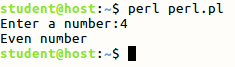 student@host:~$ perl perl.pl
Enter a number:4
Even number
student@host:~$